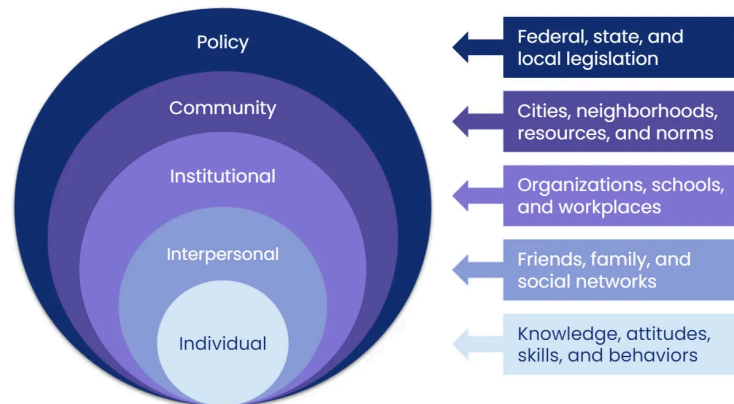 Policy
Federal, state, and
local legislation
Community
Cities, neighborhoods,
resources, and norms
Institutional
Organizations, schools,
and workplaces
Interpersonal
Friends, family, and
social networks
Individual
Knowledge, attitudes,
skills, and behaviors